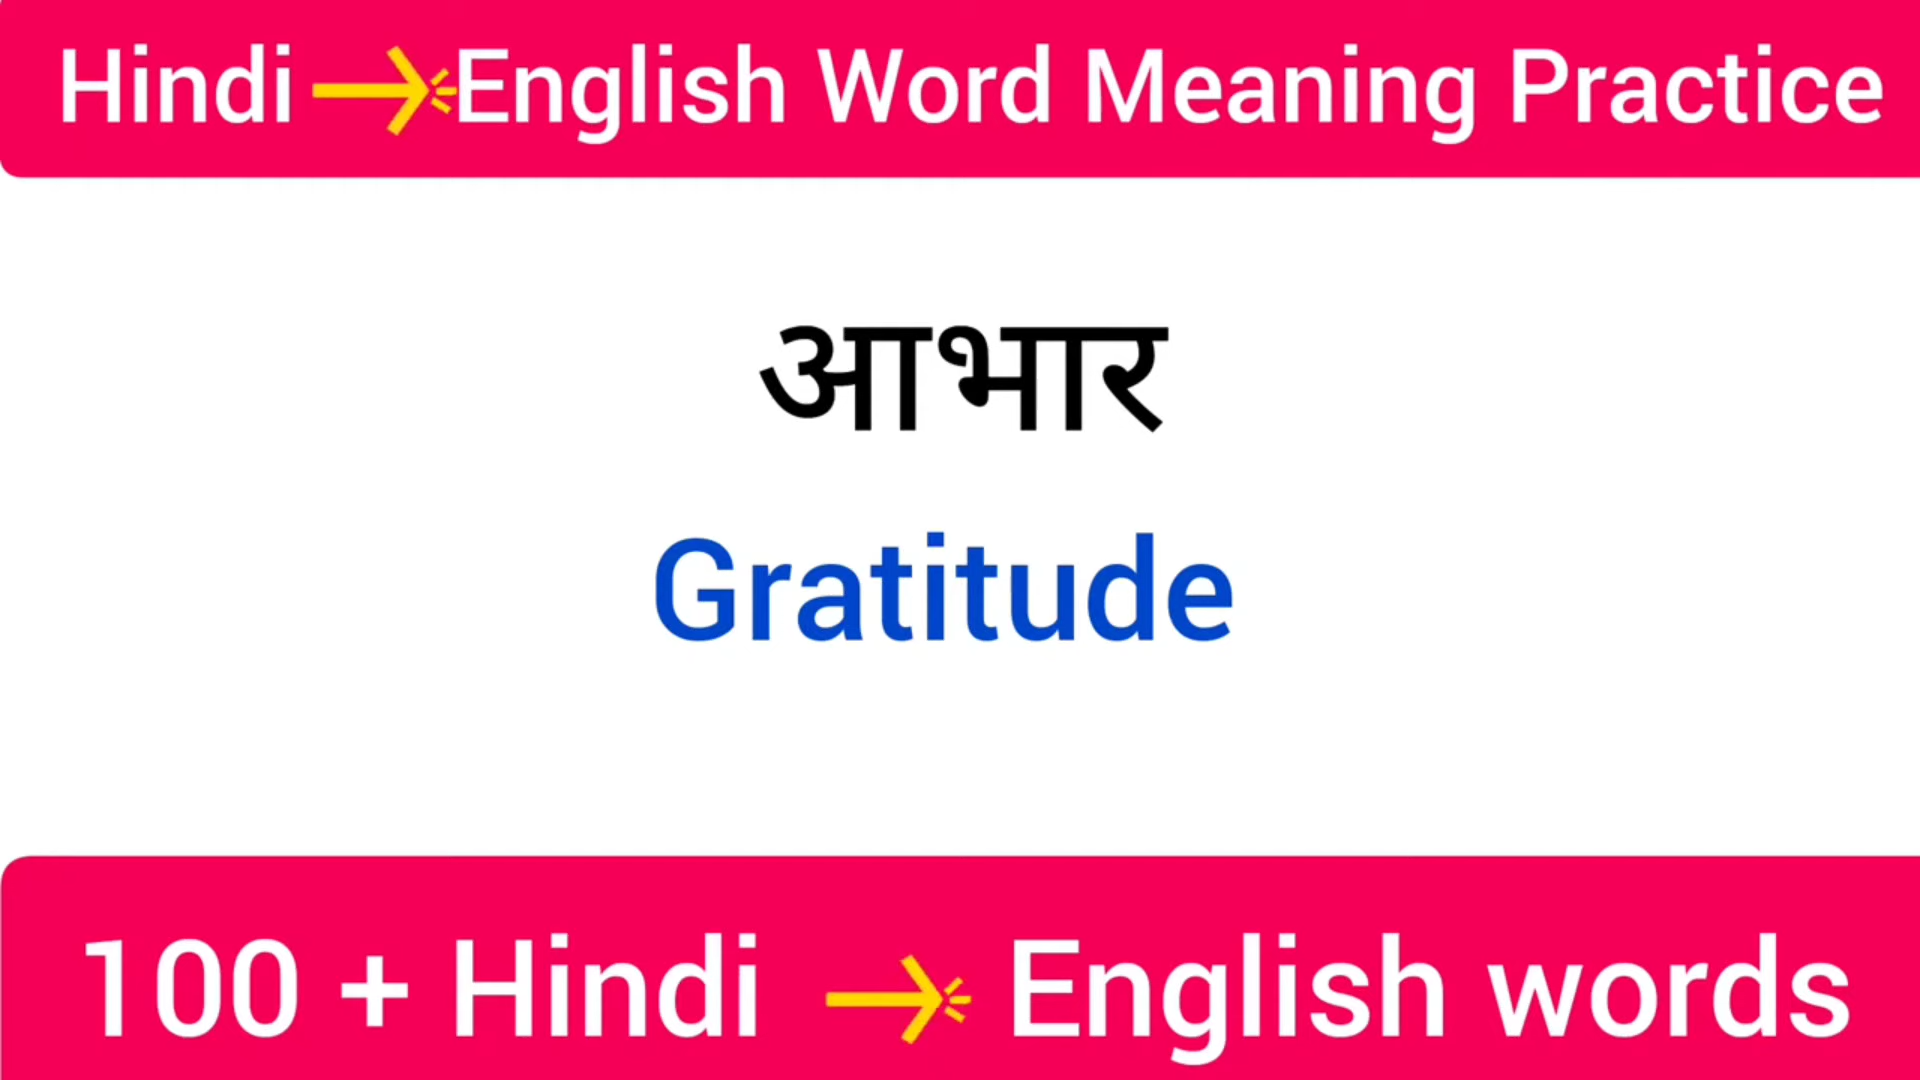 Hindi → English Word Meaning Practice
आभार
Gratitude
100 + Hindi → English words